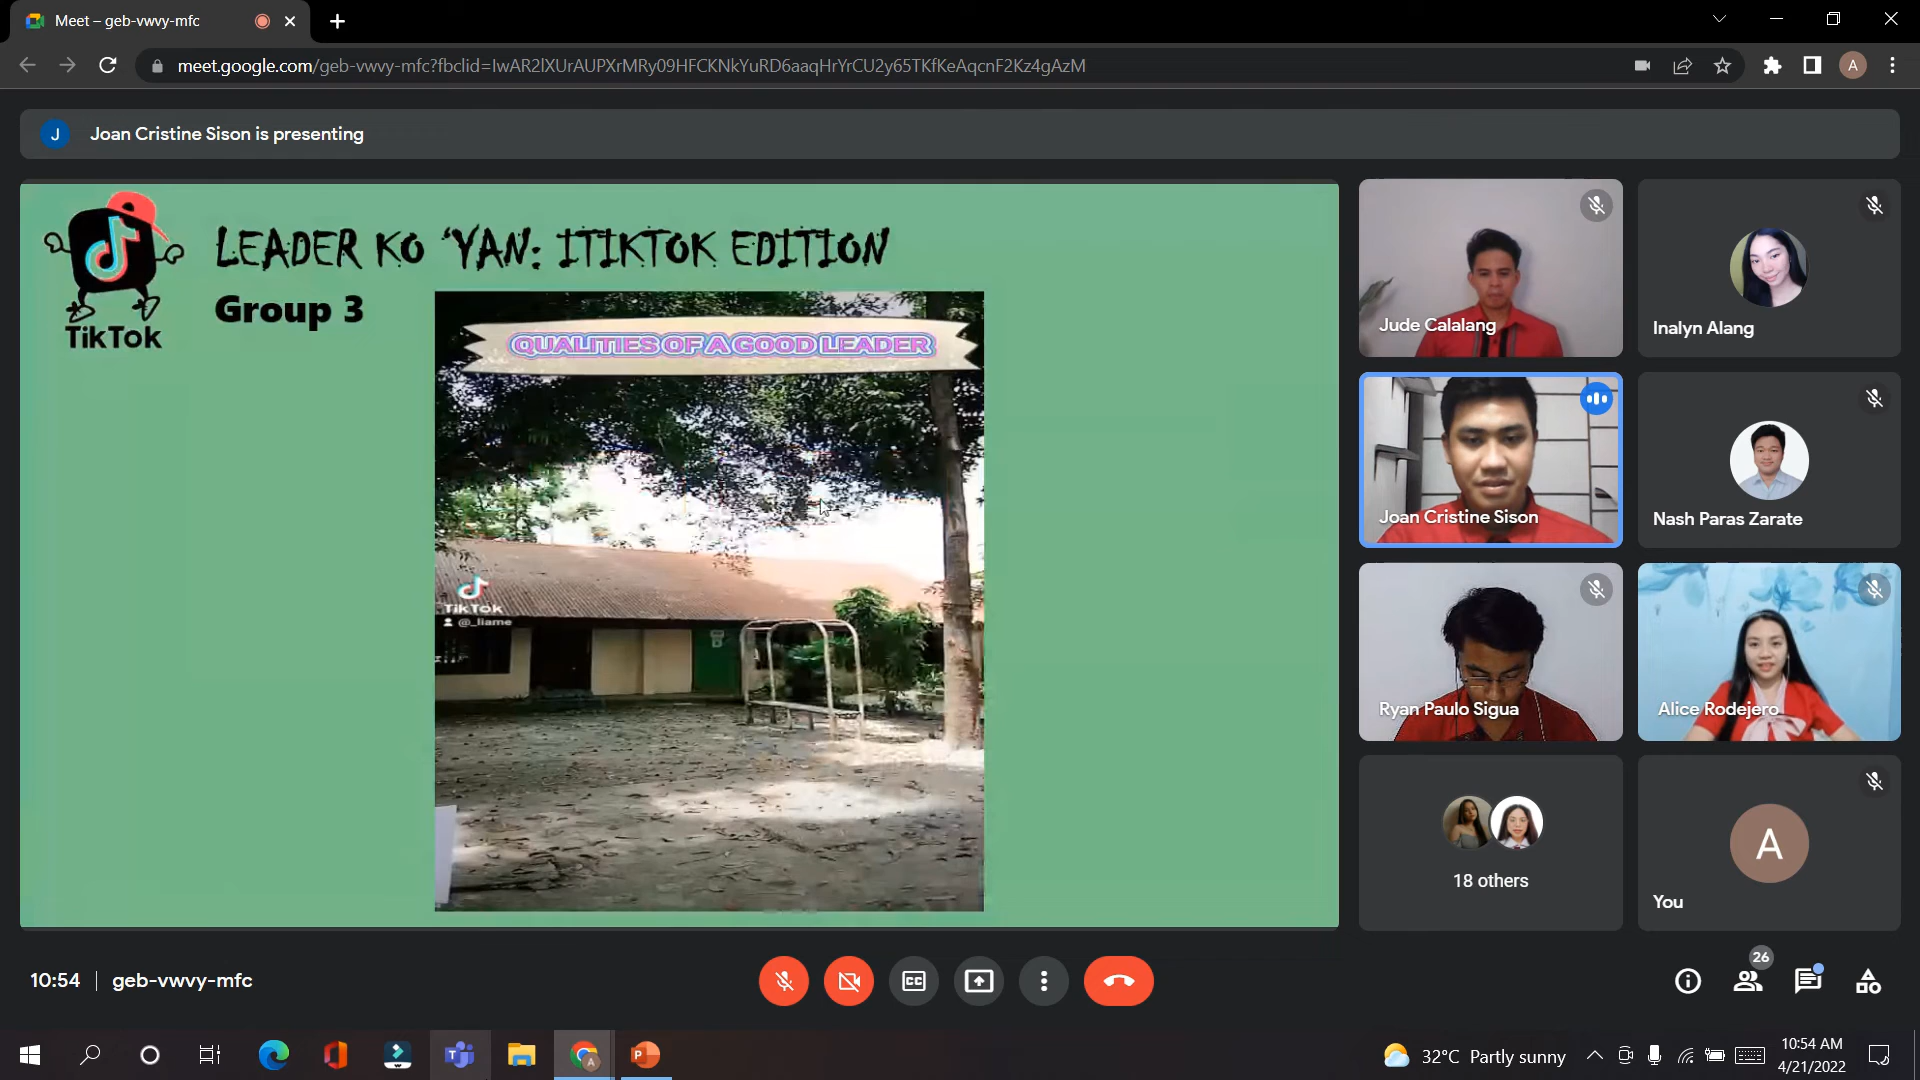 Meet – geb-vwvy-mfc
meet.google.com/geb-vwvy-mfc?fbclid=IwAR2lXUrAUPXrMRy09HFCKNkYuRD6aaqHrYrCU2y65TKfKeAqcnF2Kz4gAzM
A
J
Joan Cristine Sison is presenting
LEADER KO ‘YAN: ITIKTOK EDITION
Group 3
TikTok
QUALITIES OF A GOOD LEADER
TikTok
@_liame
Jude Calalang
Inalyn Alang
Joan Cristine Sison
Nash Paras Zarate
Ryan Paulo Sigua
Alice Rodejero
18 others
A
You
10:54 | geb-vwvy-mfc
CC
26
32°C Partly sunny
10:54 AM
4/21/2022